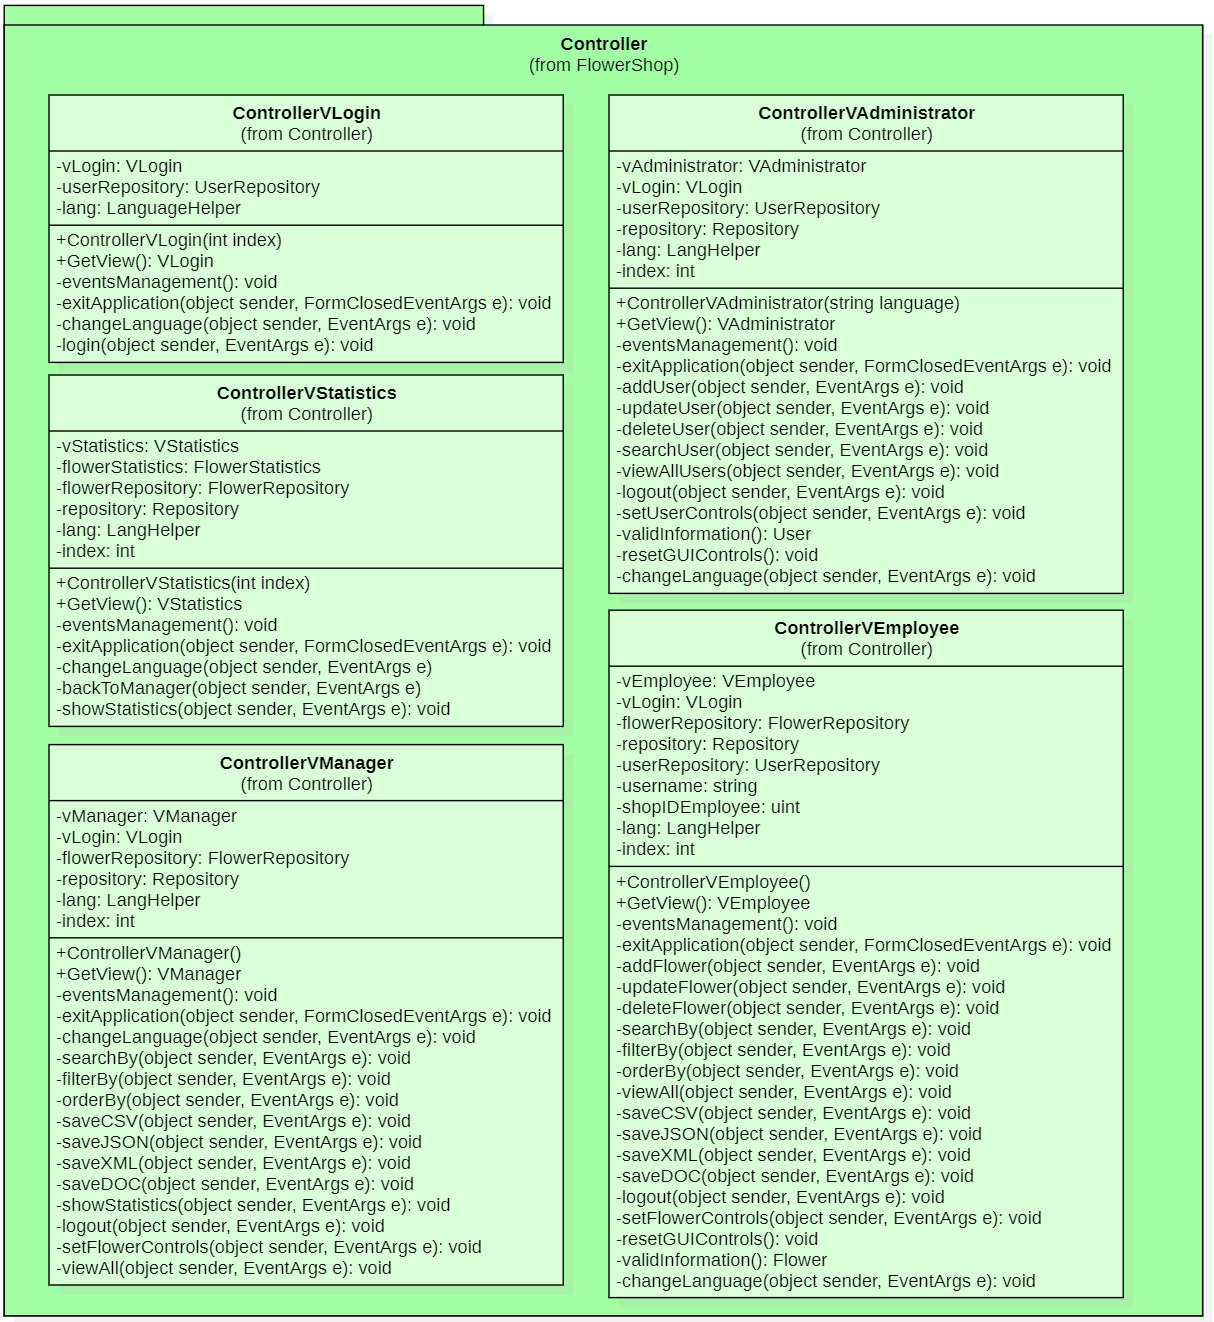 Controller
(from FlowerShop)
ControllerVLogin
(from Controller)
-vLogin: VLogin
-userRepository: UserRepository
-lang: LanguageHelper
+ControllerVLogin(int index)
+GetView(): VLogin
-eventsManagement(): void
-exitApplication(object sender, FormClosedEventArgs e): void
-changeLanguage(object sender, EventArgs e): void
-login(object sender, EventArgs e): void
ControllerVStatistics
(from Controller)
-vStatistics: VStatistics
-flowerStatistics: FlowerStatistics
-flowerRepository: FlowerRepository
-repository: Repository
-lang: LangHelper
-index: int
+ControllerVStatistics(int index)
+GetView(): VStatistics
-eventsManagement(): void
-exitApplication(object sender, FormClosedEventArgs e): void
-changeLanguage(object sender, EventArgs e)
-backToManager(object sender, EventArgs e)
-showStatistics(object sender, EventArgs e): void
ControllerVManager
(from Controller)
-vManager: VManager
-vLogin: VLogin
-flowerRepository: FlowerRepository
-repository: Repository
-lang: LangHelper
-index: int
+ControllerVManager()
+GetView(): VManager
-eventsManagement(): void
-exitApplication(object sender, FormClosedEventArgs e): void
-changeLanguage(object sender, EventArgs e): void
-searchBy(object sender, EventArgs e): void
-filterBy(object sender, EventArgs e): void
-orderBy(object sender, EventArgs e): void
-saveCSV(object sender, EventArgs e): void
-saveJSON(object sender, EventArgs e): void
-saveXML(object sender, EventArgs e): void
-saveDOC(object sender, EventArgs e): void
-showStatistics(object sender, EventArgs e): void
-logout(object sender, EventArgs e): void
-setFlowerControls(object sender, EventArgs e): void
-viewAll(object sender, EventArgs e): void
ControllerVAdministrator
(from Controller)
-vAdministrator: VAdministrator
-vLogin: VLogin
-userRepository: UserRepository
-repository: Repository
-lang: LangHelper
-index: int
+ControllerVAdministrator(string language)
+GetView(): VAdministrator
-eventsManagement(): void
-exitApplication(object sender, FormClosedEventArgs e): void
-addUser(object sender, EventArgs e): void
-updateUser(object sender, EventArgs e): void
-deleteUser(object sender, EventArgs e): void
-searchUser(object sender, EventArgs e): void
-viewAllUsers(object sender, EventArgs e): void
-logout(object sender, EventArgs e): void
-setUserControls(object sender, EventArgs e): void
-validInformation(): User
-resetGUIControls(): void
-changeLanguage(object sender, EventArgs e): void
ControllerVEmployee
(from Controller)
-vEmployee: VEmployee
-vLogin: VLogin
-flowerRepository: FlowerRepository
-repository: Repository
-userRepository: UserRepository
-username: string
-shopIDEmployee: uint
-lang: LangHelper
-index: int
+ControllerVEmployee()
+GetView(): VEmployee
-eventsManagement(): void
-exitApplication(object sender, FormClosedEventArgs e): void
-addFlower(object sender, EventArgs e): void
-updateFlower(object sender, EventArgs e): void
-deleteFlower(object sender, EventArgs e): void
-searchBy(object sender, EventArgs e): void
-filterBy(object sender, EventArgs e): void
-orderBy(object sender, EventArgs e): void
-viewAll(object sender, EventArgs e): void
-saveCSV(object sender, EventArgs e): void
-saveJSON(object sender, EventArgs e): void
-saveXML(object sender, EventArgs e): void
-saveDOC(object sender, EventArgs e): void
-logout(object sender, EventArgs e): void
-setFlowerControls(object sender, EventArgs e): void
-resetGUIControls(): void
-validInformation(): Flower
-changeLanguage(object sender, EventArgs e): void